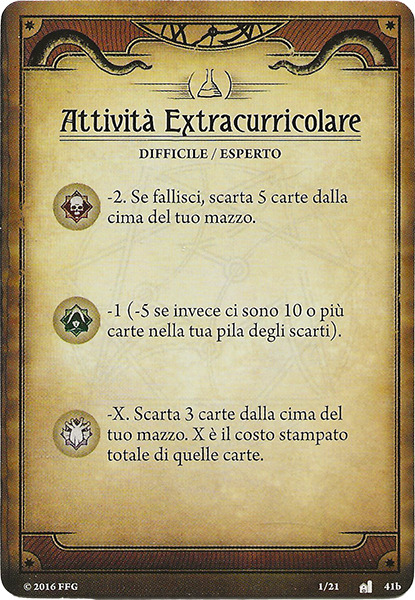 Attività Extracurricolare
DIFFICILE / ESPERTO
-2. Se fallisci, scarta 5 carte dalla
cima del tuo mazzo.
-1 (-5 se invece ci sono 10 o più
carte nella tua pila degli scarti).
-X. Scarta 3 carte dalla cima del
tuo mazzo. X è il costo stampato
totale di quelle carte.
© 2016 FFG 1/21 41b